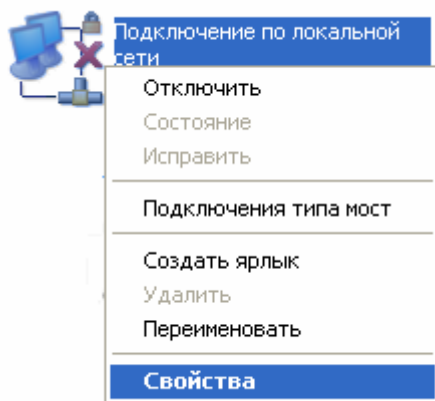 Подключение по локальной
сети
Отключить
Состояние
Исправить
Подключения типа мост
Создать ярлык
Удалить
Переименовать
Свойства